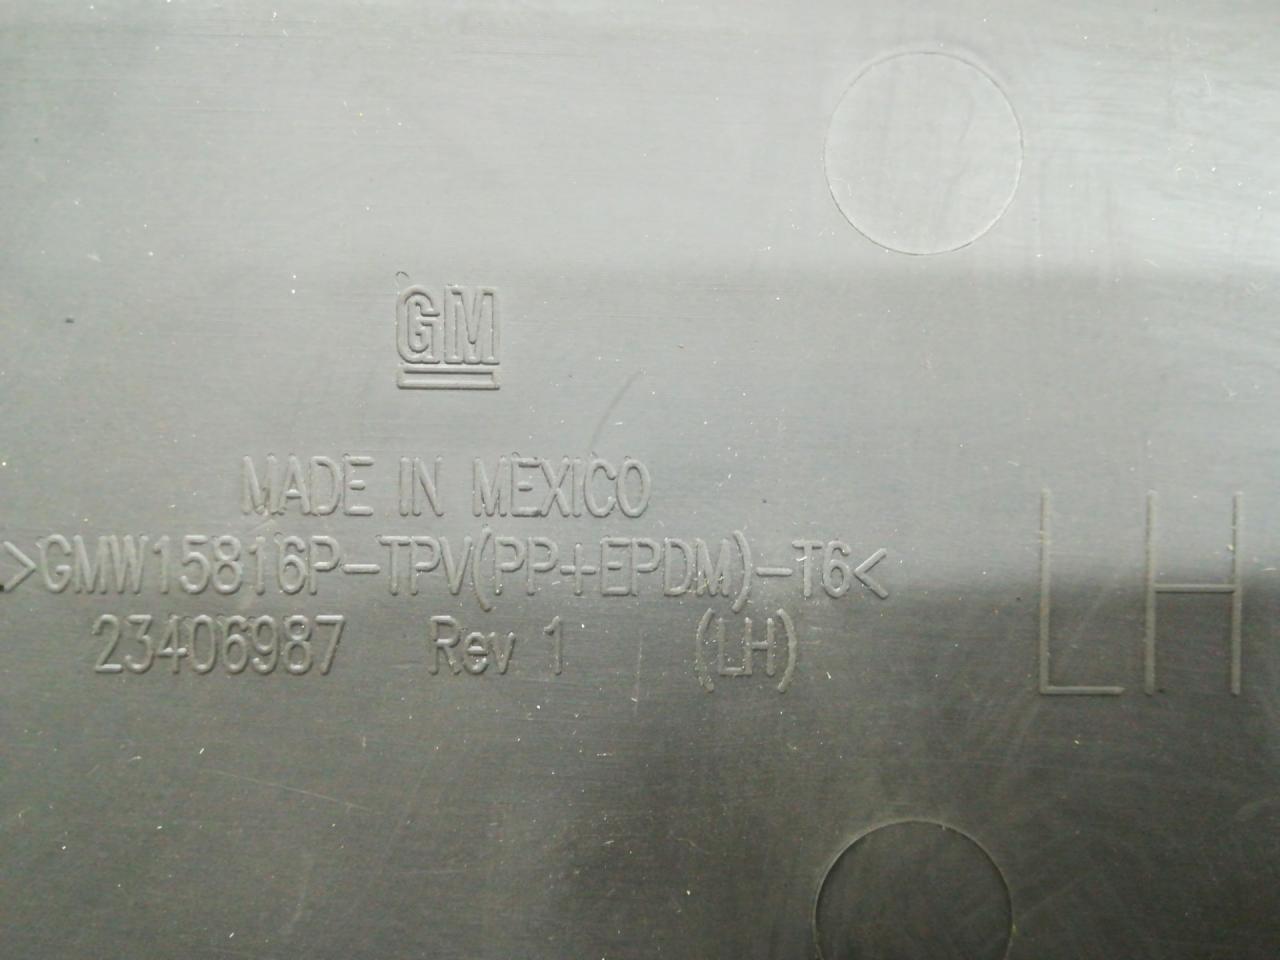 GM
MADE IN MEXICO
>GMW15816P-TPV(PP+EPDM)-T6<
23406987 Rev 1 (LH)
LH